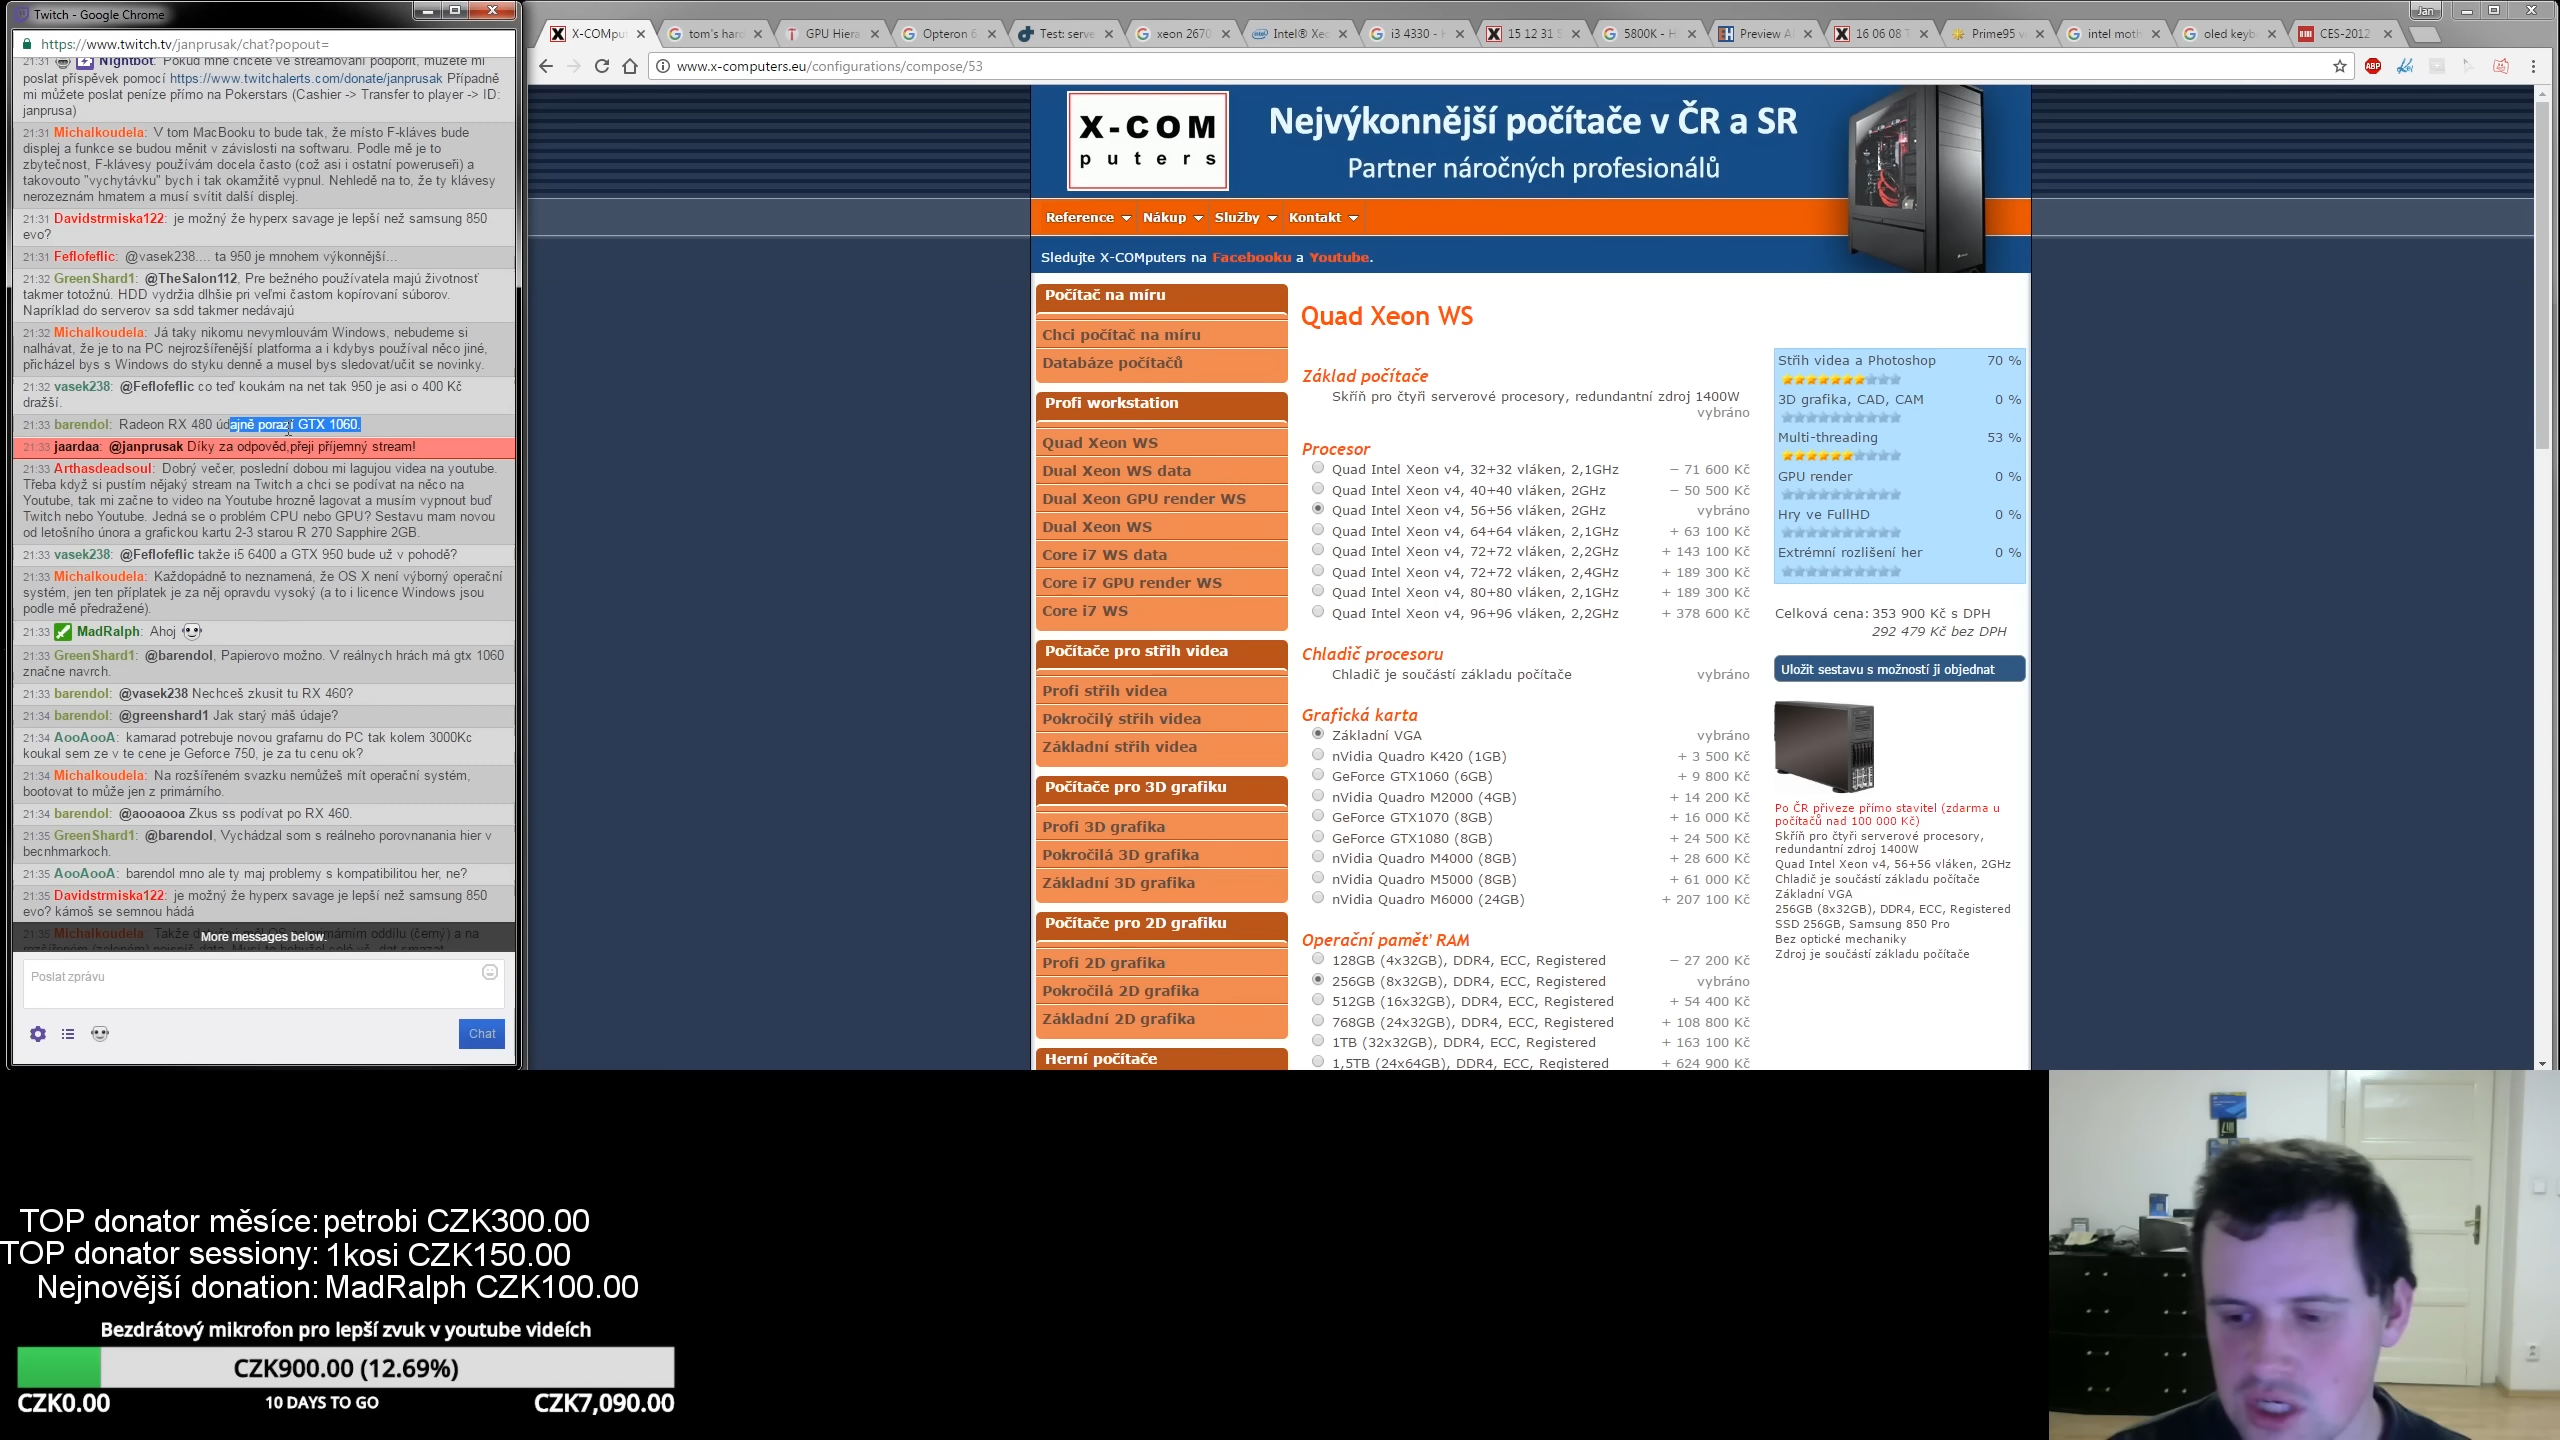 Twitch - Google Chrome
https://www.twitch.tv/janprusak/chat?popout=
21:31 Nightbot: Pokud mne chcete ve streamování podpořit, můžete mi
poslat příspěvek pomocí https://www.twitchalerts.com/donate/janprusak Případně
mi můžete poslat peníze přímo na Pokerstars (Cashier -> Transfer to player -> ID:
janprusa)
21:31 Michalkoudela: V tom MacBooku to bude tak, že místo F-kláves bude
displej a funkce se budou měnit v závislosti na softwaru. Podle mě je to
zbytečnost, F-klávesy používám docela často (což asi i ostatní poweruseři) a
takovouto "vychytávku" bych i tak okamžitě vypnul. Nehledě na to, že ty klávesy
nerozeznám hmatem a musí svítit další displej.
21:31 Davidstrmiska122: je možný že hyperx savage je lepší než samsung 850
evo?
21:31 Feflofeflic: @vasek238.... ta 950 je mnohem výkonnější...
21:32 GreenShard1: @TheSalon112, Pre bežného používatela majú životnosť
takmer totožnú. HDD vydržia dlhšie pri veľmi častom kopírovaní súborov.
Napríklad do serverov sa sdd takmer nedávajú
21:32 Michalkoudela: Já taky nikomu nevymlouvám Windows, nebudeme si
nalhávat, že je to na PC nejrozšířenější platforma a i kdybys používal něco jiné,
přicházel bys s Windows do styku denně a musel bys sledovat/učit se novinky.
21:32 vasek238: @Feflofeflic co teď koukám na net tak 950 je asi o 400 Kč
dražší.
21:33 barendol: Radeon RX 480 údajně porazí GTX 1060.
21:33 jaardaa: @janprusak Díky za odpověd,přeji příjemný stream!
21:33 Arthasdeadsoul: Dobrý večer, poslední dobou mi lagujou videa na youtube.
Třeba když si pustím nějaký stream na Twitch a chci se podívat na něco na
Youtube, tak mi začne to video na Youtube hrozně lagovat a musím vypnout buď
Twitch nebo Youtube. Jedná se o problém CPU nebo GPU? Sestavu mam novou
od letošního února a grafickou kartu 2-3 starou R 270 Sapphire 2GB.
21:33 vasek238: @Feflofeflic takže i5 6400 a GTX 950 bude už v pohodě?
21:33 Michalkoudela: Každopádně to neznamená, že OS X není výborný operační
systém, jen ten příplatek je za něj opravdu vysoký (a to i licence Windows jsou
podle mě předražené).
21:33 MadRalph: Ahoj
21:33 GreenShard1: @barendol, Papierovo možno. V reálnych hrách má gtx 1060
značne navrch.
21:33 barendol: @vasek238 Nechceš zkusit tu RX 460?
21:34 barendol: @greenshard1 Jak starý máš údaje?
21:34 AooAooA: kamarad potrebuje novou grafarnu do PC tak kolem 3000Kc
koukal sem ze v te cene je Geforce 750, je za tu cenu ok?
21:34 Michalkoudela: Na rozšířeném svazku nemůžeš mít operační systém,
bootovat to může jen z primárního.
21:34 barendol: @aooaooa Zkus ss podívat po RX 460.
21:35 GreenShard1: @barendol, Vychádzal som s reálneho porovnanania hier v
becnhmarkoch.
21:35 AooAooA: barendol mno ale ty maj problemy s kompatibilitou her, ne?
21:35 Davidstrmiska122: je možný že hyperx savage je lepší než samsung 850
evo? kámoš se semnou hádá
More messages below.
Poslat zprávu
Chat
X-COMpu
tom's hard
GPU Hiera
Opteron 6
Test: serve
xeon 2670
Intel® Xeo
i3 4330 - H
15 12 31 S
5800K - H
Preview A
16 06 08 T
Prime95 v
intel moth
oled keyb
CES-2012
Jan
www.x-computers.eu/configurations/compose/53
ABP
X-COM
puters
Nejvýkonnější počítače v ČR a SR
Partner náročných profesionálů
Reference Nákup Služby Kontakt
Sledujte X-COMputers na Facebooku a Youtube.
Počítač na míru
Chci počítač na míru
Databáze počítačů
Profi workstation
Quad Xeon WS
Dual Xeon WS data
Dual Xeon GPU render WS
Dual Xeon WS
Core i7 WS data
Core i7 GPU render WS
Core i7 WS
Počítače pro střih videa
Profi střih videa
Pokročilý střih videa
Základní střih videa
Počítače pro 3D grafiku
Profi 3D grafika
Pokročilá 3D grafika
Základní 3D grafika
Počítače pro 2D grafiku
Profi 2D grafika
Pokročilá 2D grafika
Základní 2D grafika
Herní počítače
Quad Xeon WS
Základ počítače
Skříň pro čtyři serverové procesory, redundantní zdroj 1400W
vybráno
Procesor
Quad Intel Xeon v4, 32+32 vláken, 2,1GHz − 71 600 Kč
Quad Intel Xeon v4, 40+40 vláken, 2GHz − 50 500 Kč
Quad Intel Xeon v4, 56+56 vláken, 2GHz vybráno
Quad Intel Xeon v4, 64+64 vláken, 2,1GHz + 63 100 Kč
Quad Intel Xeon v4, 72+72 vláken, 2,2GHz + 143 100 Kč
Quad Intel Xeon v4, 72+72 vláken, 2,4GHz + 189 300 Kč
Quad Intel Xeon v4, 80+80 vláken, 2,1GHz + 189 300 Kč
Quad Intel Xeon v4, 96+96 vláken, 2,2GHz + 378 600 Kč
Chladič procesoru
Chladič je součástí základu počítače vybráno
Grafická karta
Základní VGA vybráno
nVidia Quadro K420 (1GB) + 3 500 Kč
GeForce GTX1060 (6GB) + 9 800 Kč
nVidia Quadro M2000 (4GB) + 14 200 Kč
GeForce GTX1070 (8GB) + 16 000 Kč
GeForce GTX1080 (8GB) + 24 500 Kč
nVidia Quadro M4000 (8GB) + 28 600 Kč
nVidia Quadro M5000 (8GB) + 61 000 Kč
nVidia Quadro M6000 (24GB) + 207 100 Kč
Operační paměť RAM
128GB (4x32GB), DDR4, ECC, Registered − 27 200 Kč
256GB (8x32GB), DDR4, ECC, Registered vybráno
512GB (16x32GB), DDR4, ECC, Registered + 54 400 Kč
768GB (24x32GB), DDR4, ECC, Registered + 108 800 Kč
1TB (32x32GB), DDR4, ECC, Registered + 163 100 Kč
1,5TB (24x64GB), DDR4, ECC, Registered + 624 900 Kč
Střih videa a Photoshop 70 %
3D grafika, CAD, CAM 0 %
Multi-threading 53 %
GPU render 0 %
Hry ve FullHD 0 %
Extrémní rozlišení her 0 %
Celková cena: 353 900 Kč s DPH
292 479 Kč bez DPH
Uložit sestavu s možností ji objednat
Po ČR přiveze přímo stavitel (zdarma u
počítačů nad 100 000 Kč)
Skříň pro čtyři serverové procesory,
redundantní zdroj 1400W
Quad Intel Xeon v4, 56+56 vláken, 2GHz
Chladič je součástí základu počítače
Základní VGA
256GB (8x32GB), DDR4, ECC, Registered
SSD 256GB, Samsung 850 Pro
Bez optické mechaniky
Zdroj je součástí základu počítače
TOP donator měsíce: petrobi CZK300.00
TOP donator sessiony: 1kosi CZK150.00
Nejnovější donation: MadRalph CZK100.00
Bezdrátový mikrofon pro lepší zvuk v youtube videích
CZK900.00 (12.69%)
CZK0.00 10 DAYS TO GO CZK7,090.00